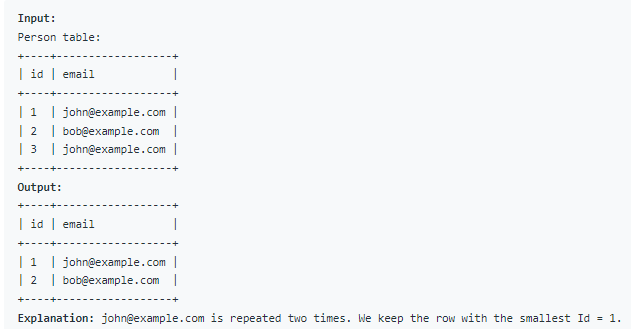 Input:
Person table:
+----+------------------+
| id | email            |
+----+------------------+
| 1  | john@example.com |
| 2  | bob@example.com  |
| 3  | john@example.com |
+----+------------------+
Output:
+----+------------------+
| id | email            |
+----+------------------+
| 1  | john@example.com |
| 2  | bob@example.com  |
+----+------------------+
Explanation: john@example.com is repeated two times. We keep the row with the smallest Id = 1.